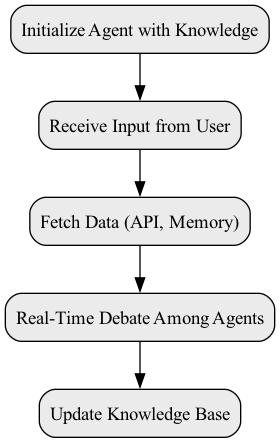 Initialize Agent with Knowledge
Receive Input from User
Fetch Data (API, Memory)
Real-Time Debate Among Agents
Update Knowledge Base